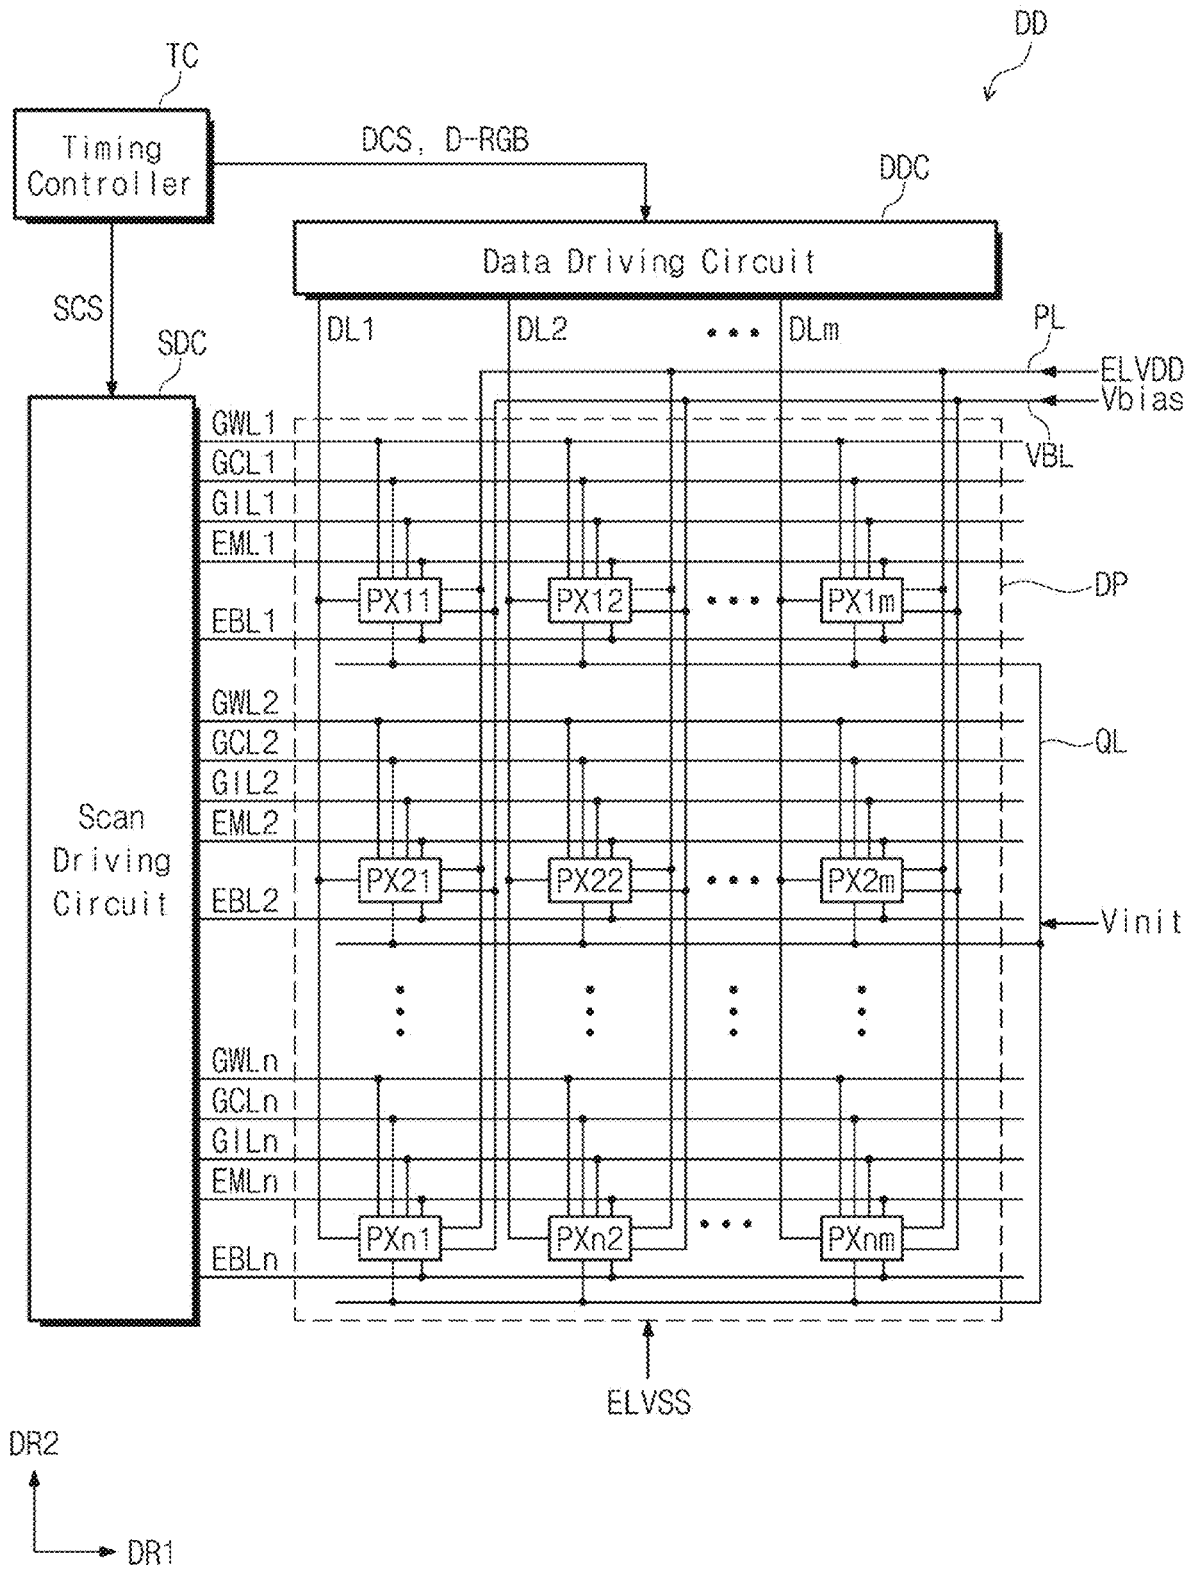 DD
TC
Timing
Controller
DCS, D-RGB
DDC
Data Driving Circuit
SCS
SDC
DL1
DL2
DLm
PL
ELVDD
Vbias
VBL
GWL1
GCL1
GIL1
EML1
PX11
PX12
PX1m
DP
EBL1
GWL2
GCL2
QL
GIL2
EML2
Scan
Driving
Circuit
PX21
PX22
PX2m
EBL2
Vinit
GWLn
GCLn
GILn
EMLn
PXn1
PXn2
PXnm
EBLn
ELVSS
DR2
DR1